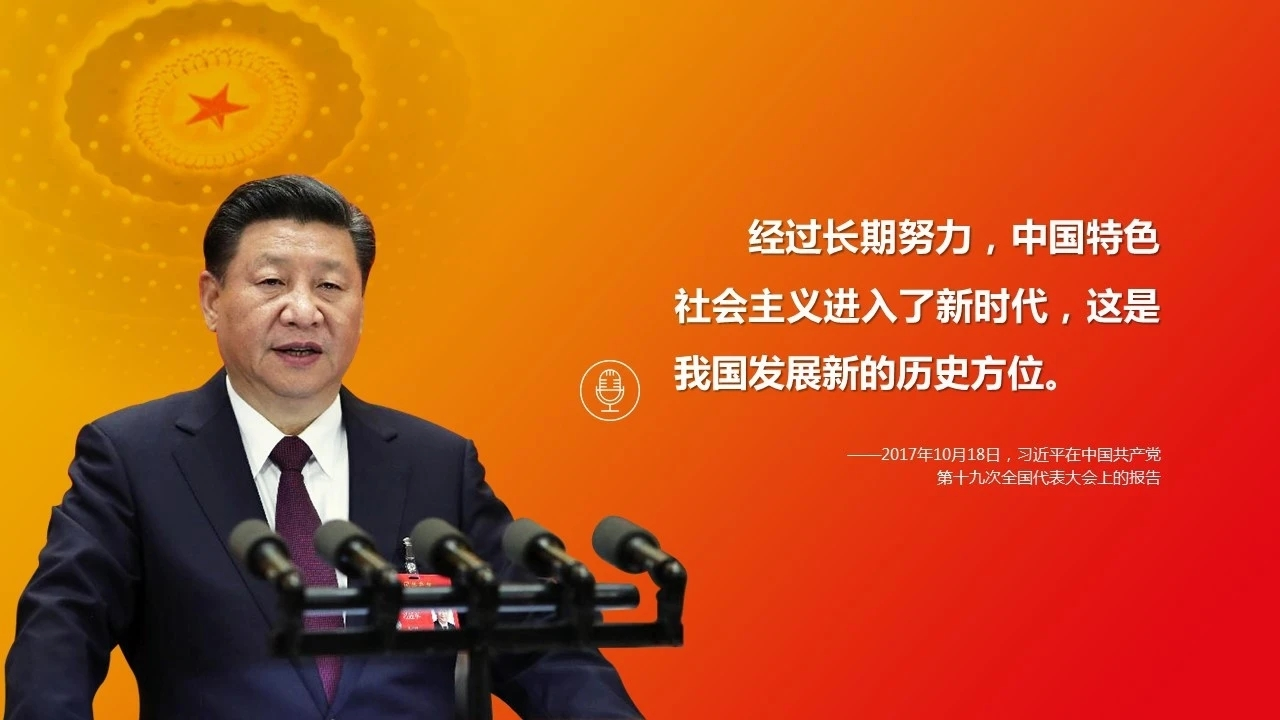 经过长期努力，中国特色
社会主义进入了新时代，这是
我国发展新的历史方位。
——2017年10月18日，习近平在中国共产党
第十九次全国代表大会上的报告